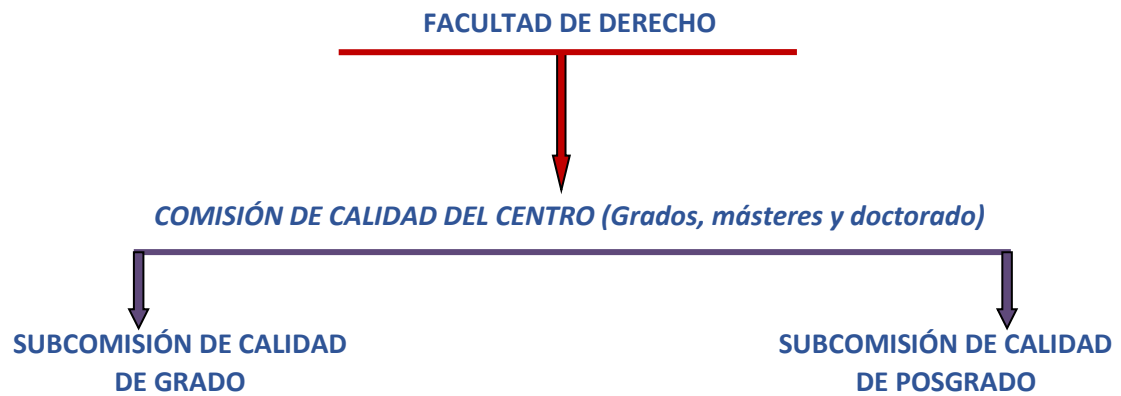 FACULTAD DE DERECHO
COMISIÓN DE CALIDAD DEL CENTRO (Grados, másteres y doctorado)
SUBCOMISIÓN DE CALIDAD
DE GRADO
SUBCOMISIÓN DE CALIDAD
DE POSGRADO